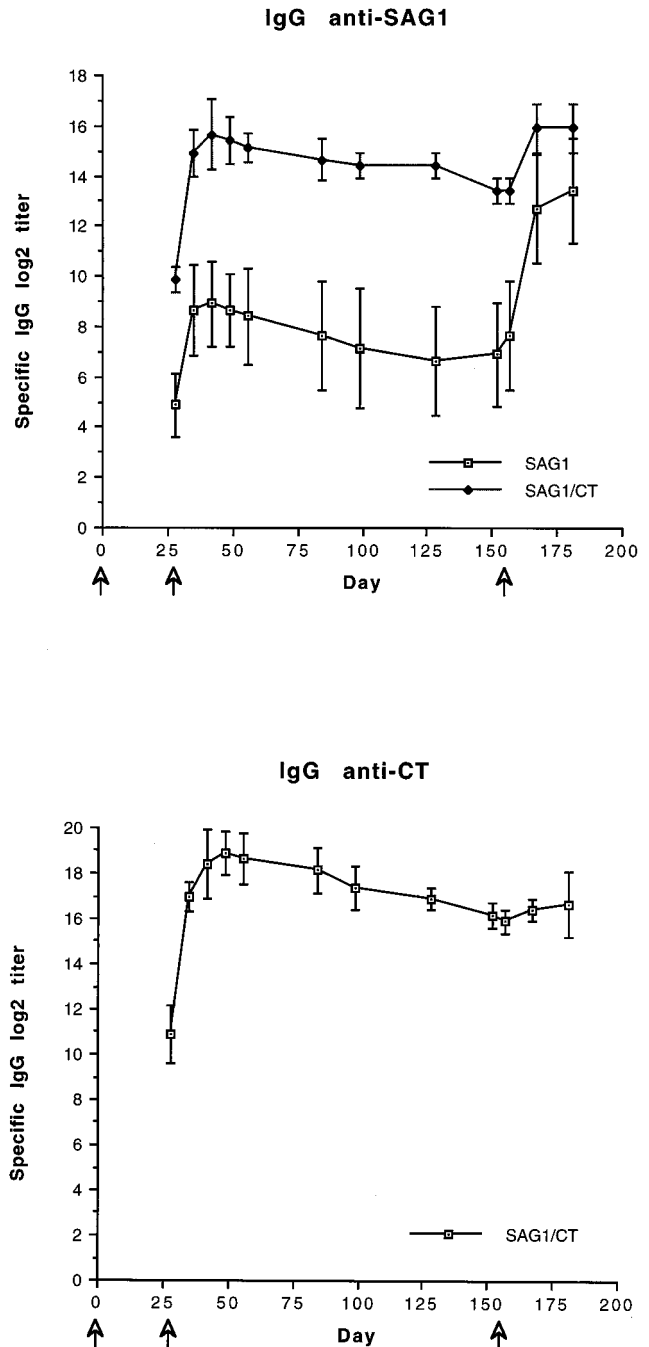 IgG anti-SAG1
18
16
14
12
10
8
6
4
2
0
Specific IgG log2 titer
SAG1
SAG1/CT
0 25 50 75 100 125 150 175 200
Day
IgG anti-CT
20
18
16
14
12
10
8
6
4
2
0
Specific IgG log2 titer
SAG1/CT
0 25 50 75 100 125 150 175 200
Day